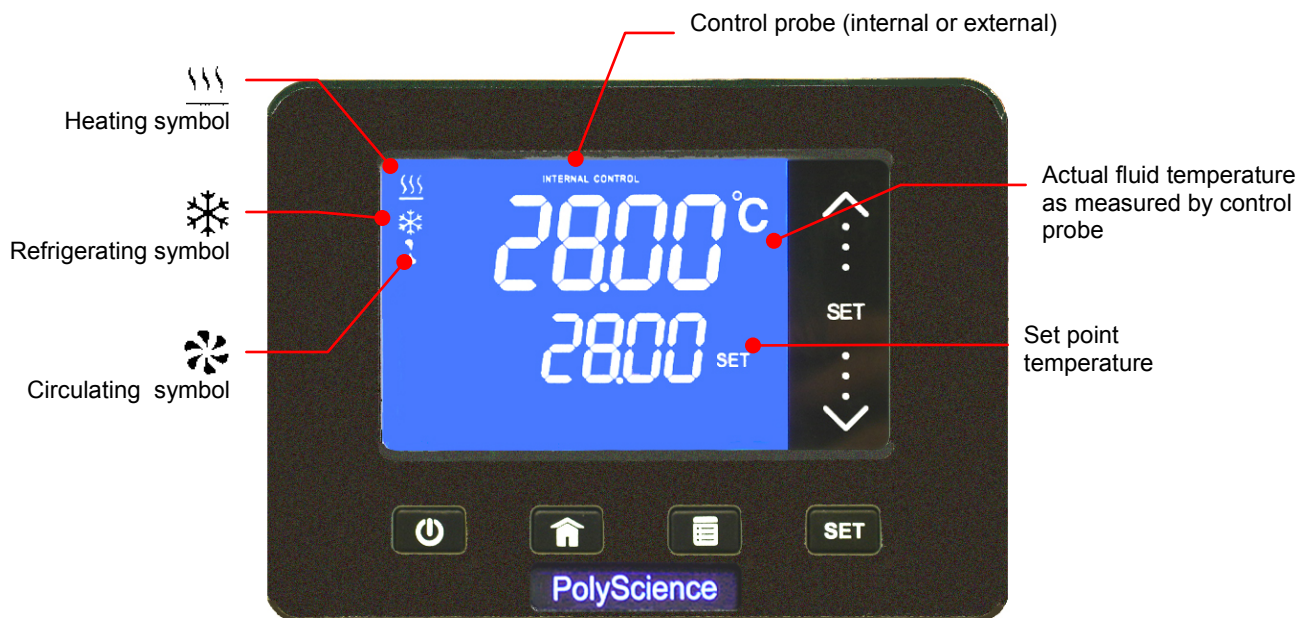 Control probe (internal or external)
Heating symbol
Refrigerating symbol
Circulating symbol
INTERNAL CONTROL
28.00°C
28.00 SET
SET
Actual fluid temperature
as measured by control
probe
Set point
temperature
SET
PolyScience